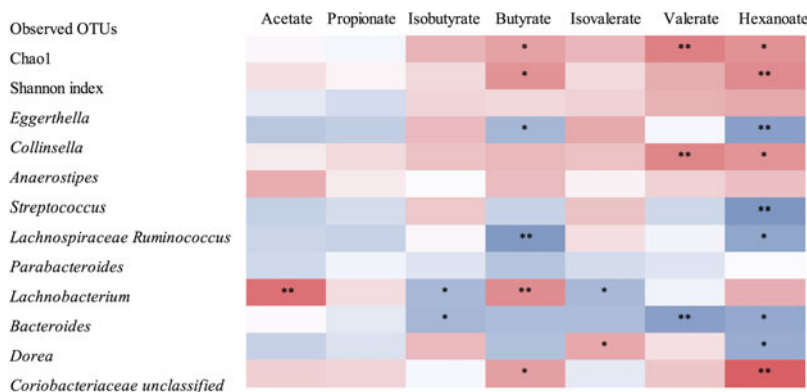 Acetate Propionate Isobutyrate Butyrate Isovalerate Valerate Hexanoate
Observed OTUs
* ** *
Chao1
* **
Shannon index
Eggerthella
* **
Collinsella
** *
Anaerostipes
Streptococcus
**
Lachnospiraceae Ruminococcus
** *
Parabacteroides
Lachnobacterium
** * ** *
Bacteroides
* ** *
Dorea
* *
Coriobacteriaceae unclassified
* **